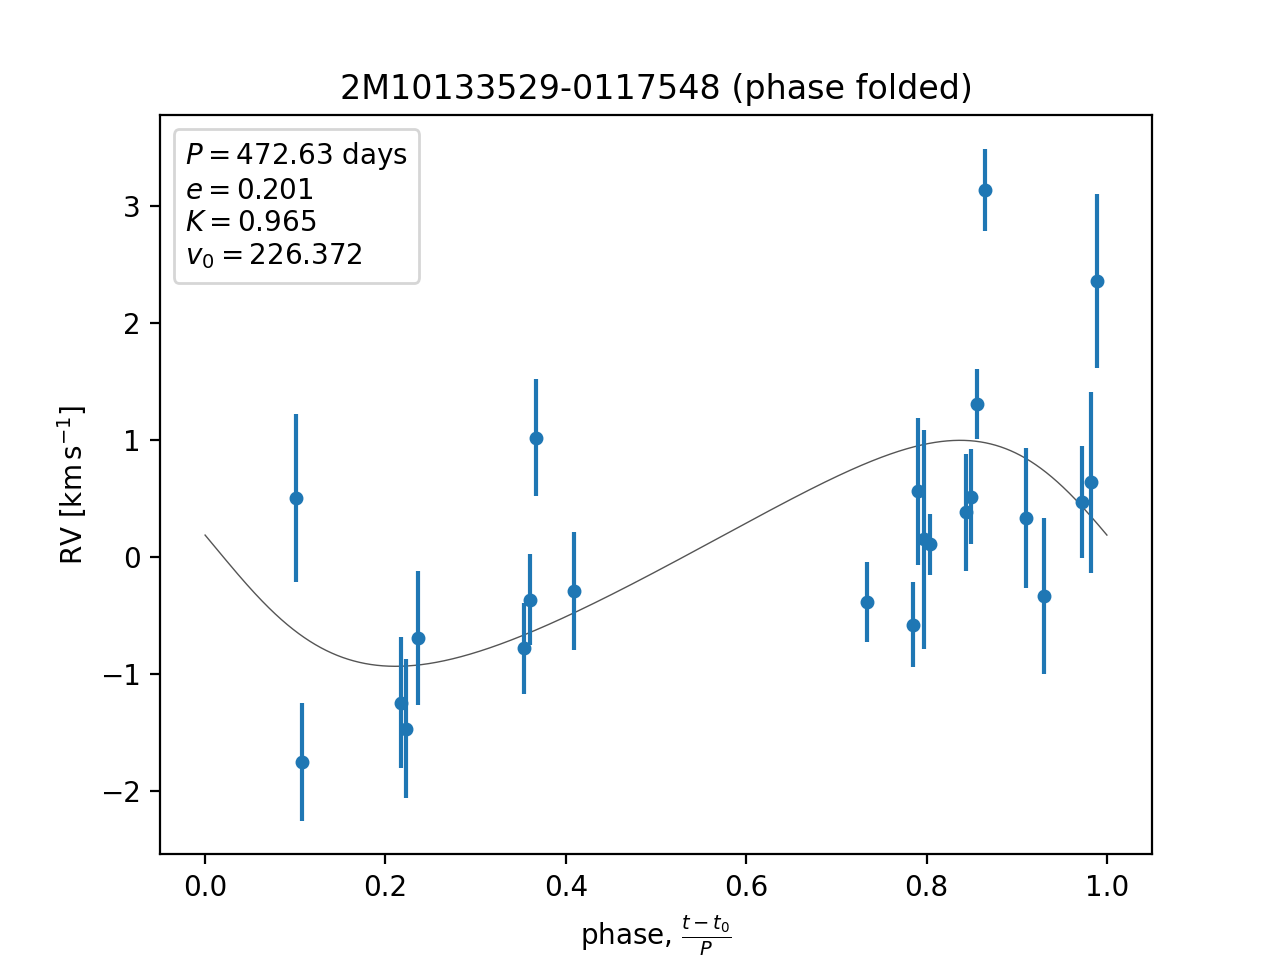 2M10133529-0117548 (phase folded)
P = 472.63 days
e = 0.201
K = 0.965
v₀ = 226.372
RV [km s⁻¹]
3
2
1
0
−1
−2
0.0 0.2 0.4 0.6 0.8 1.0
phase, (t − t₀)/P